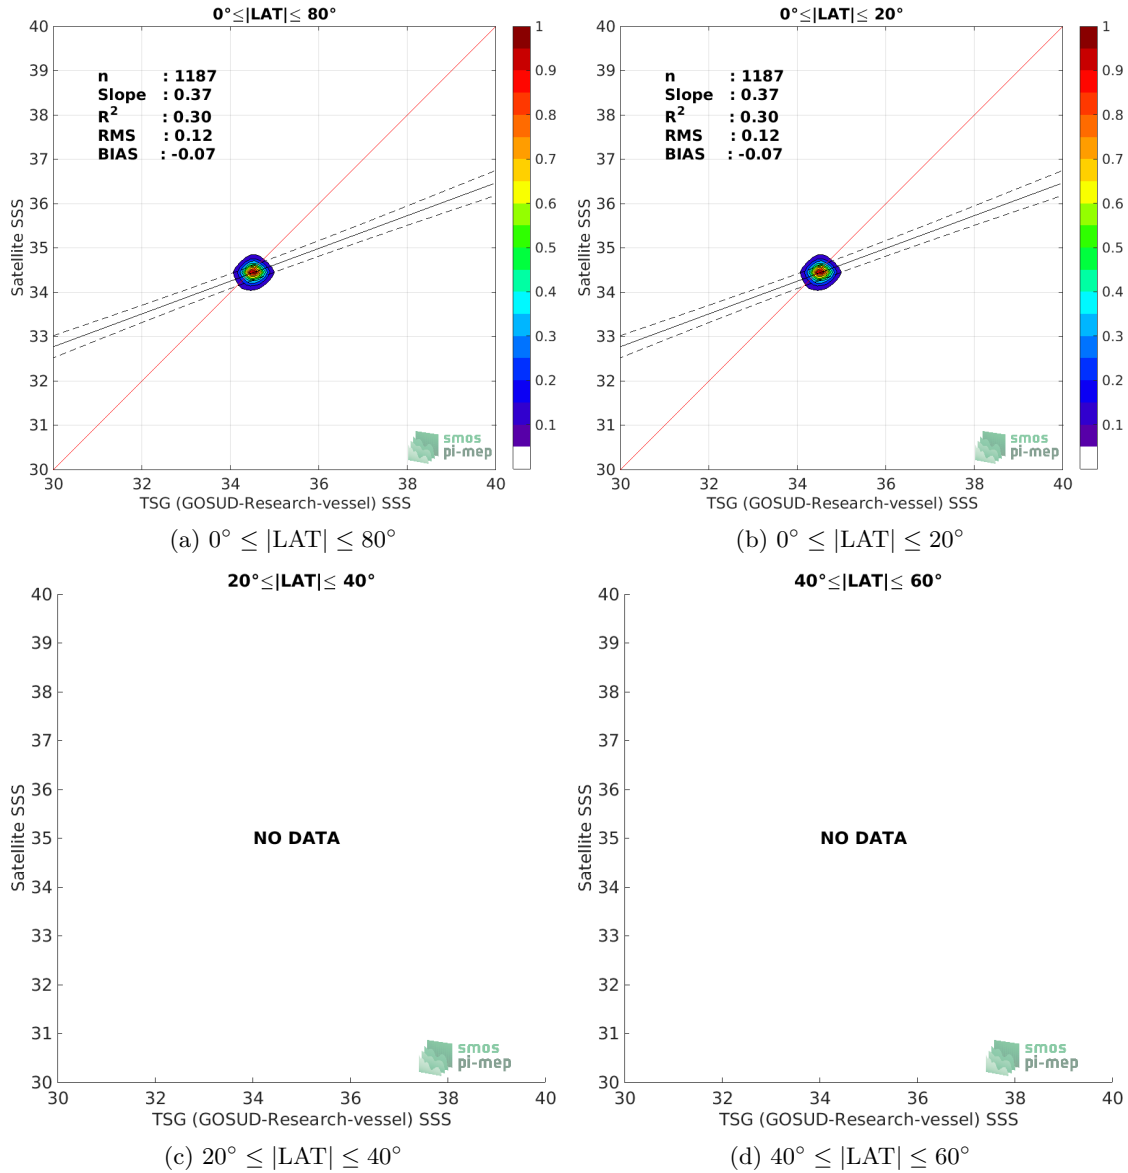 0°≤|LAT|≤ 80°
40
39
38
37
36
35
34
33
32
31
30
Satellite SSS
n : 1187
Slope : 0.37
R² : 0.30
RMS : 0.12
BIAS : -0.07
smos
pi-mep
30 32 34 36 38 40
TSG (GOSUD-Research-vessel) SSS
1
0.9
0.8
0.7
0.6
0.5
0.4
0.3
0.2
0.1
(a) 0° ≤ |LAT| ≤ 80°
0°≤|LAT|≤ 20°
40
39
38
37
36
35
34
33
32
31
30
Satellite SSS
n : 1187
Slope : 0.37
R² : 0.30
RMS : 0.12
BIAS : -0.07
smos
pi-mep
30 32 34 36 38 40
TSG (GOSUD-Research-vessel) SSS
1
0.9
0.8
0.7
0.6
0.5
0.4
0.3
0.2
0.1
(b) 0° ≤ |LAT| ≤ 20°
20°≤|LAT|≤ 40°
40
39
38
37
36
35
34
33
32
31
30
Satellite SSS
NO DATA
smos
pi-mep
30 32 34 36 38 40
TSG (GOSUD-Research-vessel) SSS
(c) 20° ≤ |LAT| ≤ 40°
40°≤|LAT|≤ 60°
40
39
38
37
36
35
34
33
32
31
30
Satellite SSS
NO DATA
smos
pi-mep
30 32 34 36 38 40
TSG (GOSUD-Research-vessel) SSS
(d) 40° ≤ |LAT| ≤ 60°